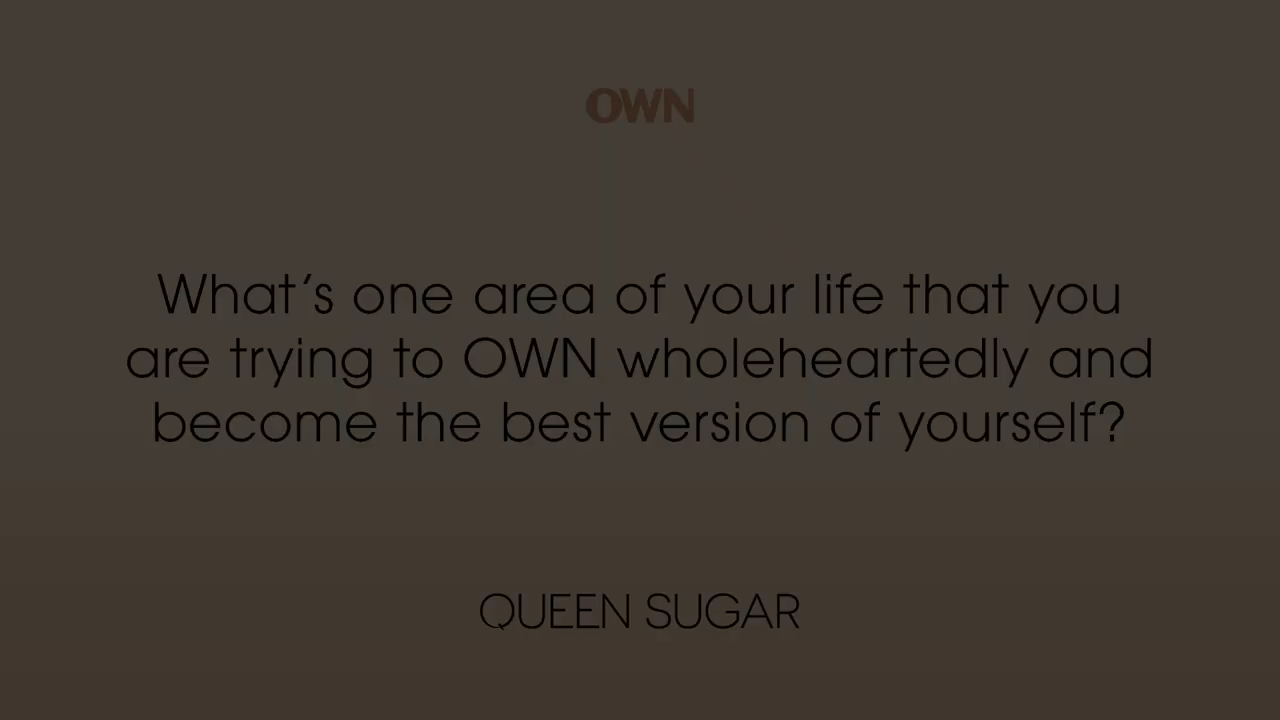 OWN
What's one area of your life that you
are trying to OWN wholeheartedly and
become the best version of yourself?
QUEEN SUGAR